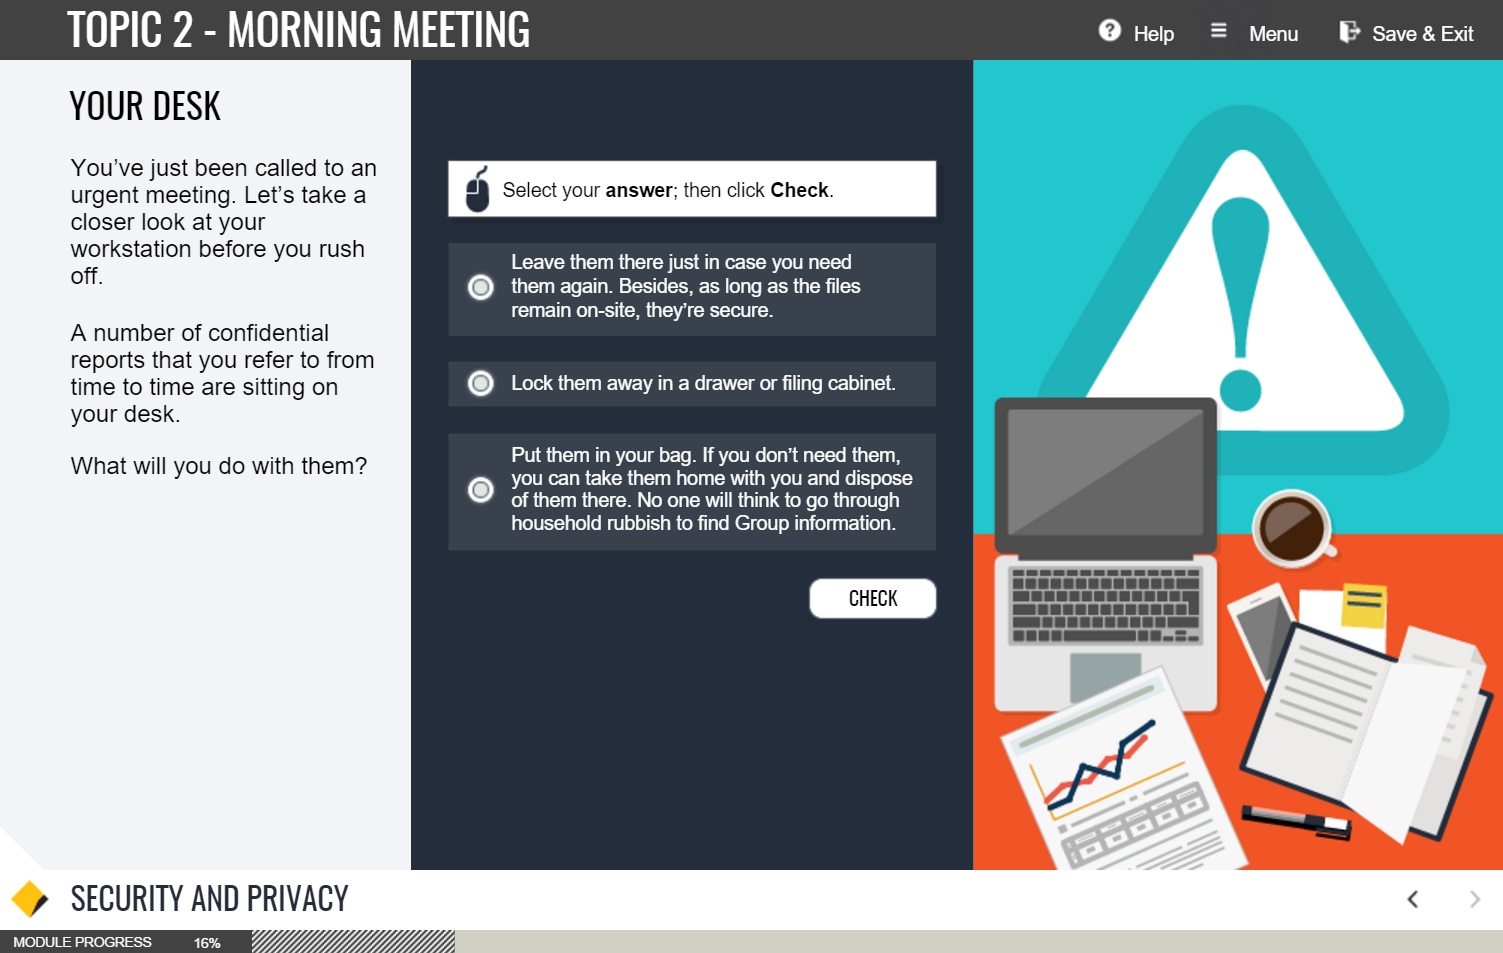 TOPIC 2 - MORNING MEETING
Help
Menu
Save & Exit
YOUR DESK
You’ve just been called to an
urgent meeting. Let’s take a
closer look at your
workstation before you rush
off.
A number of confidential
reports that you refer to from
time to time are sitting on
your desk.
What will you do with them?
Select your answer; then click Check.
Leave them there just in case you need
them again. Besides, as long as the files
remain on-site, they’re secure.
Lock them away in a drawer or filing cabinet.
Put them in your bag. If you don’t need them,
you can take them home with you and dispose
of them there. No one will think to go through
household rubbish to find Group information.
CHECK
SECURITY AND PRIVACY
MODULE PROGRESS 16%